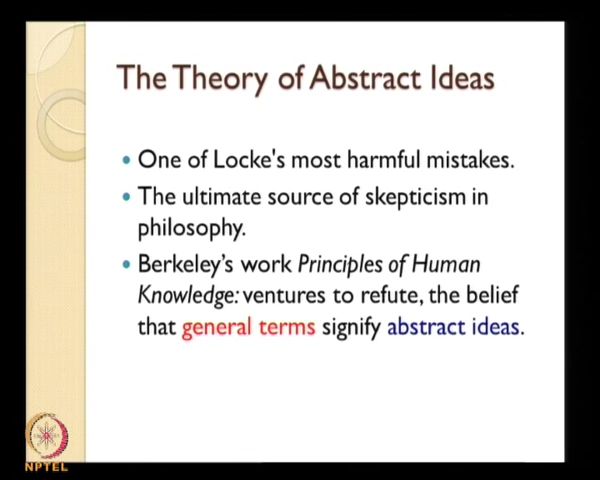 The Theory of Abstract Ideas
• One of Locke's most harmful mistakes.
• The ultimate source of skepticism in
philosophy.
• Berkeley's work Principles of Human
Knowledge: ventures to refute, the belief
that general terms signify abstract ideas.
NPTEL